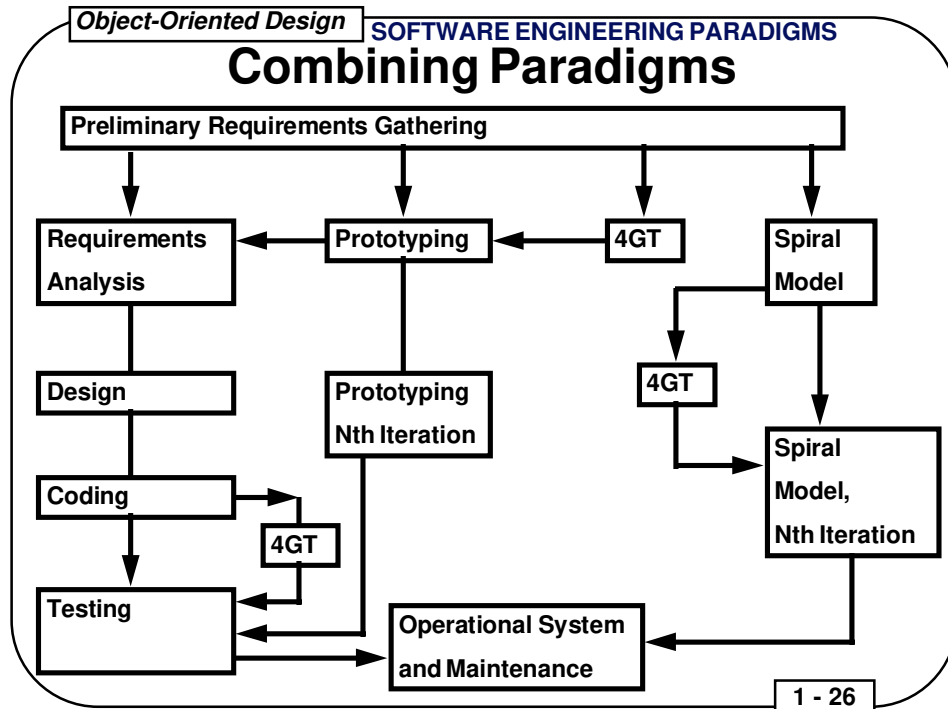 Object-Oriented Design
SOFTWARE ENGINEERING PARADIGMS
Combining Paradigms
Preliminary Requirements Gathering
Requirements
Analysis
Prototyping
4GT
Spiral
Model
Design
Prototyping
Nth Iteration
4GT
Spiral
Model,
Nth Iteration
Coding
4GT
Testing
Operational System
and Maintenance
1 - 26